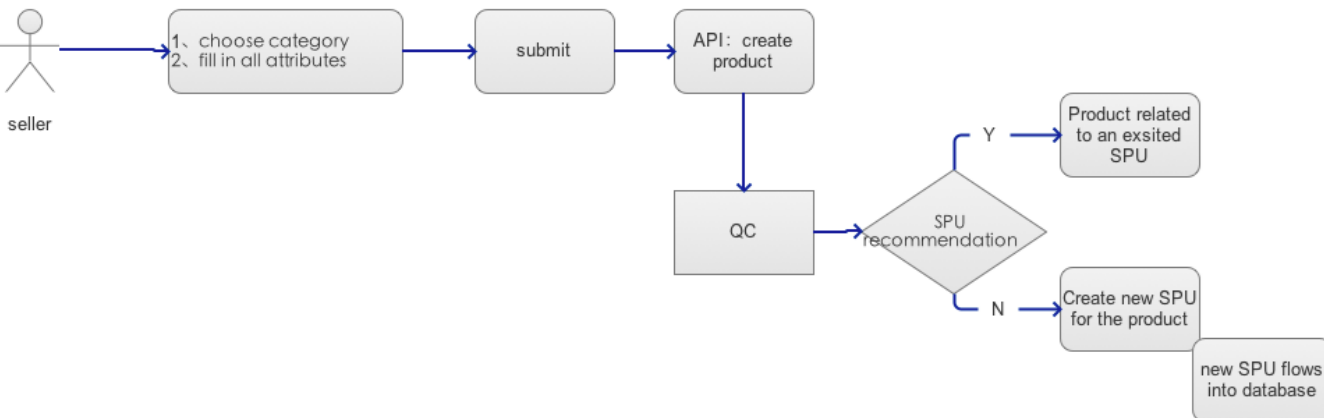 seller
1、choose category
2、fill in all attributes
submit
API：create
product
QC
SPU
recommendation
Y
Product related
to an exsited
SPU
N
Create new SPU
for the product
new SPU flows
into database